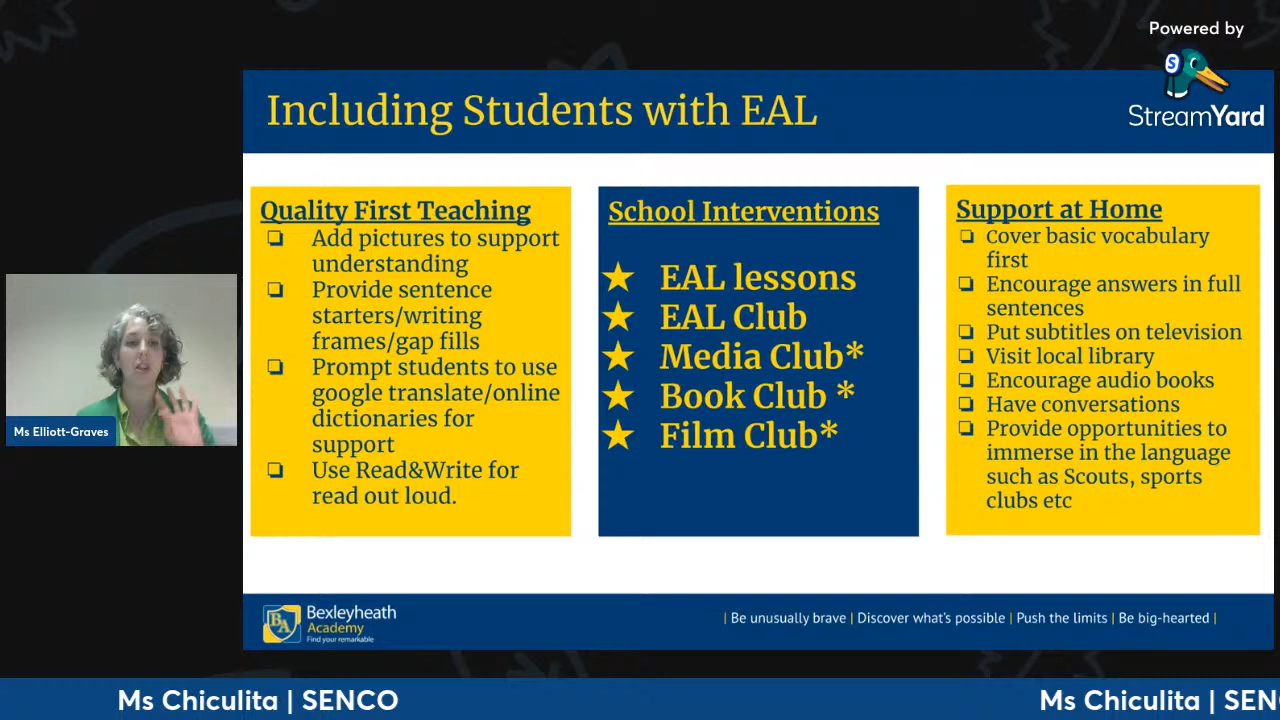 Powered by
S
StreamYard
Including Students with EAL
Quality First Teaching
Add pictures to support
understanding
Provide sentence
starters/writing
frames/gap fills
Prompt students to use
google translate/online
dictionaries for
support
Use Read&Write for
read out loud.
School Interventions
EAL lessons
EAL Club
Media Club*
Book Club *
Film Club*
Support at Home
Cover basic vocabulary
first
Encourage answers in full
sentences
Put subtitles on television
Visit local library
Encourage audio books
Have conversations
Provide opportunities to
immerse in the language
such as Scouts, sports
clubs etc
Ms Elliott-Graves
BA
Bexleyheath
Academy
Find your remarkable
| Be unusually brave | Discover what's possible | Push the limits | Be big-hearted |
Ms Chiculita | SENCO
Ms Chiculita | SENC